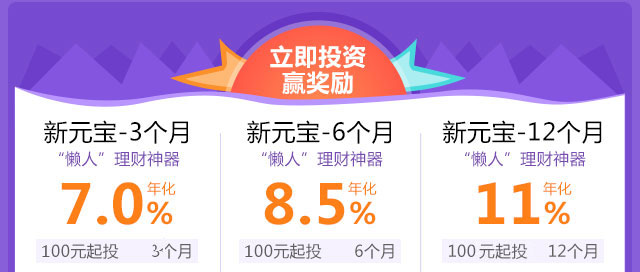 立即投资
赢奖励
新元宝-3个月
“懒人”理财神器
7.0%年化
100元起投 3个月
新元宝-6个月
“懒人”理财神器
8.5%年化
100元起投 6个月
新元宝-12个月
“懒人”理财神器
11%年化
100元起投 12个月